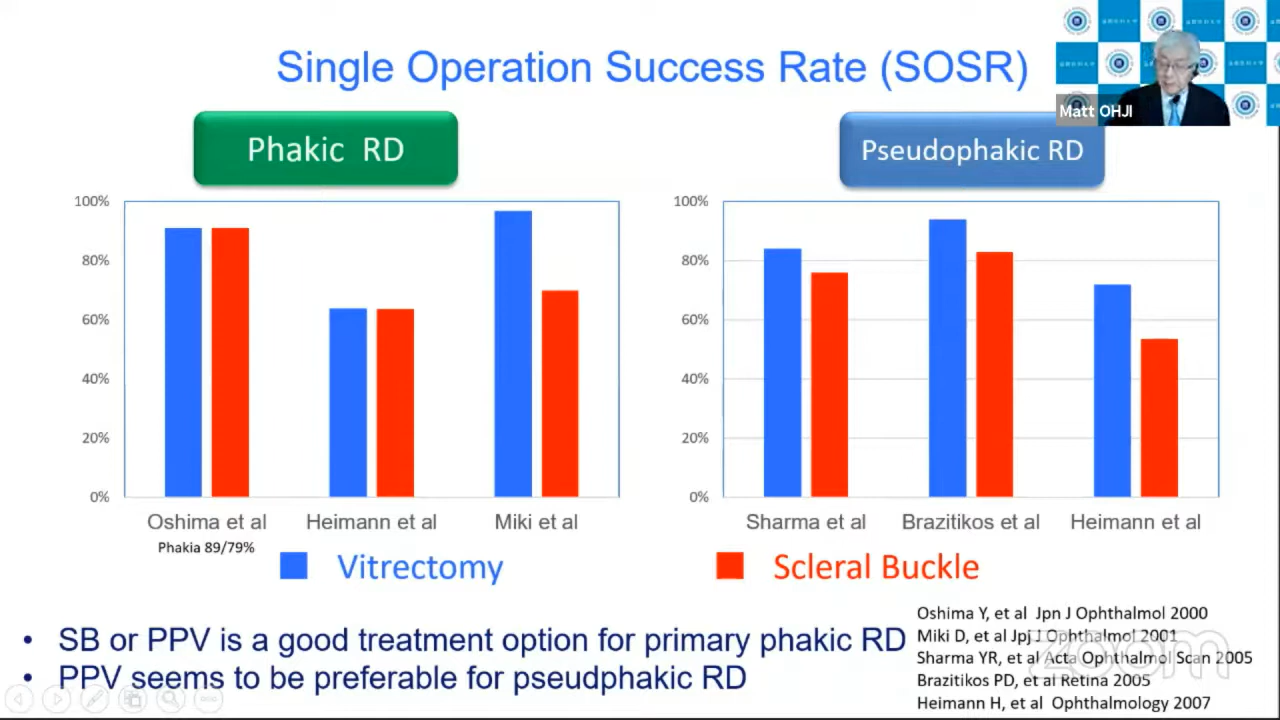 Single Operation Success Rate (SOSR)
Matt OHJI
Phakic RD
Pseudophakic RD
100%
80%
60%
40%
20%
0%
Oshima et al
Heimann et al
Miki et al
Phakia 89/79%
100%
80%
60%
40%
20%
0%
Sharma et al
Brazitikos et al
Heimann et al
Vitrectomy
Scleral Buckle
• SB or PPV is a good treatment option for primary phakic RD
• PPV seems to be preferable for pseudphakic RD
Oshima Y, et al Jpn J Ophthalmol 2000
Miki D, et al Jpj J Ophthalmol 2001
Sharma YR, et al Acta Ophthalmol Scan 2005
Brazitikos PD, et al Retina 2005
Heimann H, et al Ophthalmology 2007
zoom